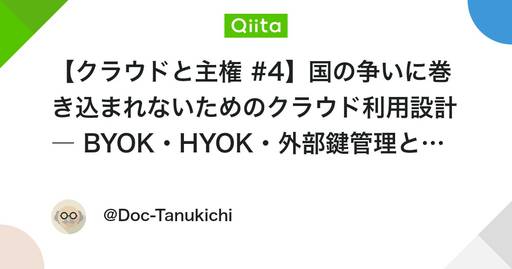 Qiita
【クラウドと主権 #4】国の争いに巻
き込まれないためのクラウド利用設計
― BYOK・HYOK・外部鍵管理と…
@Doc-Tanukichi